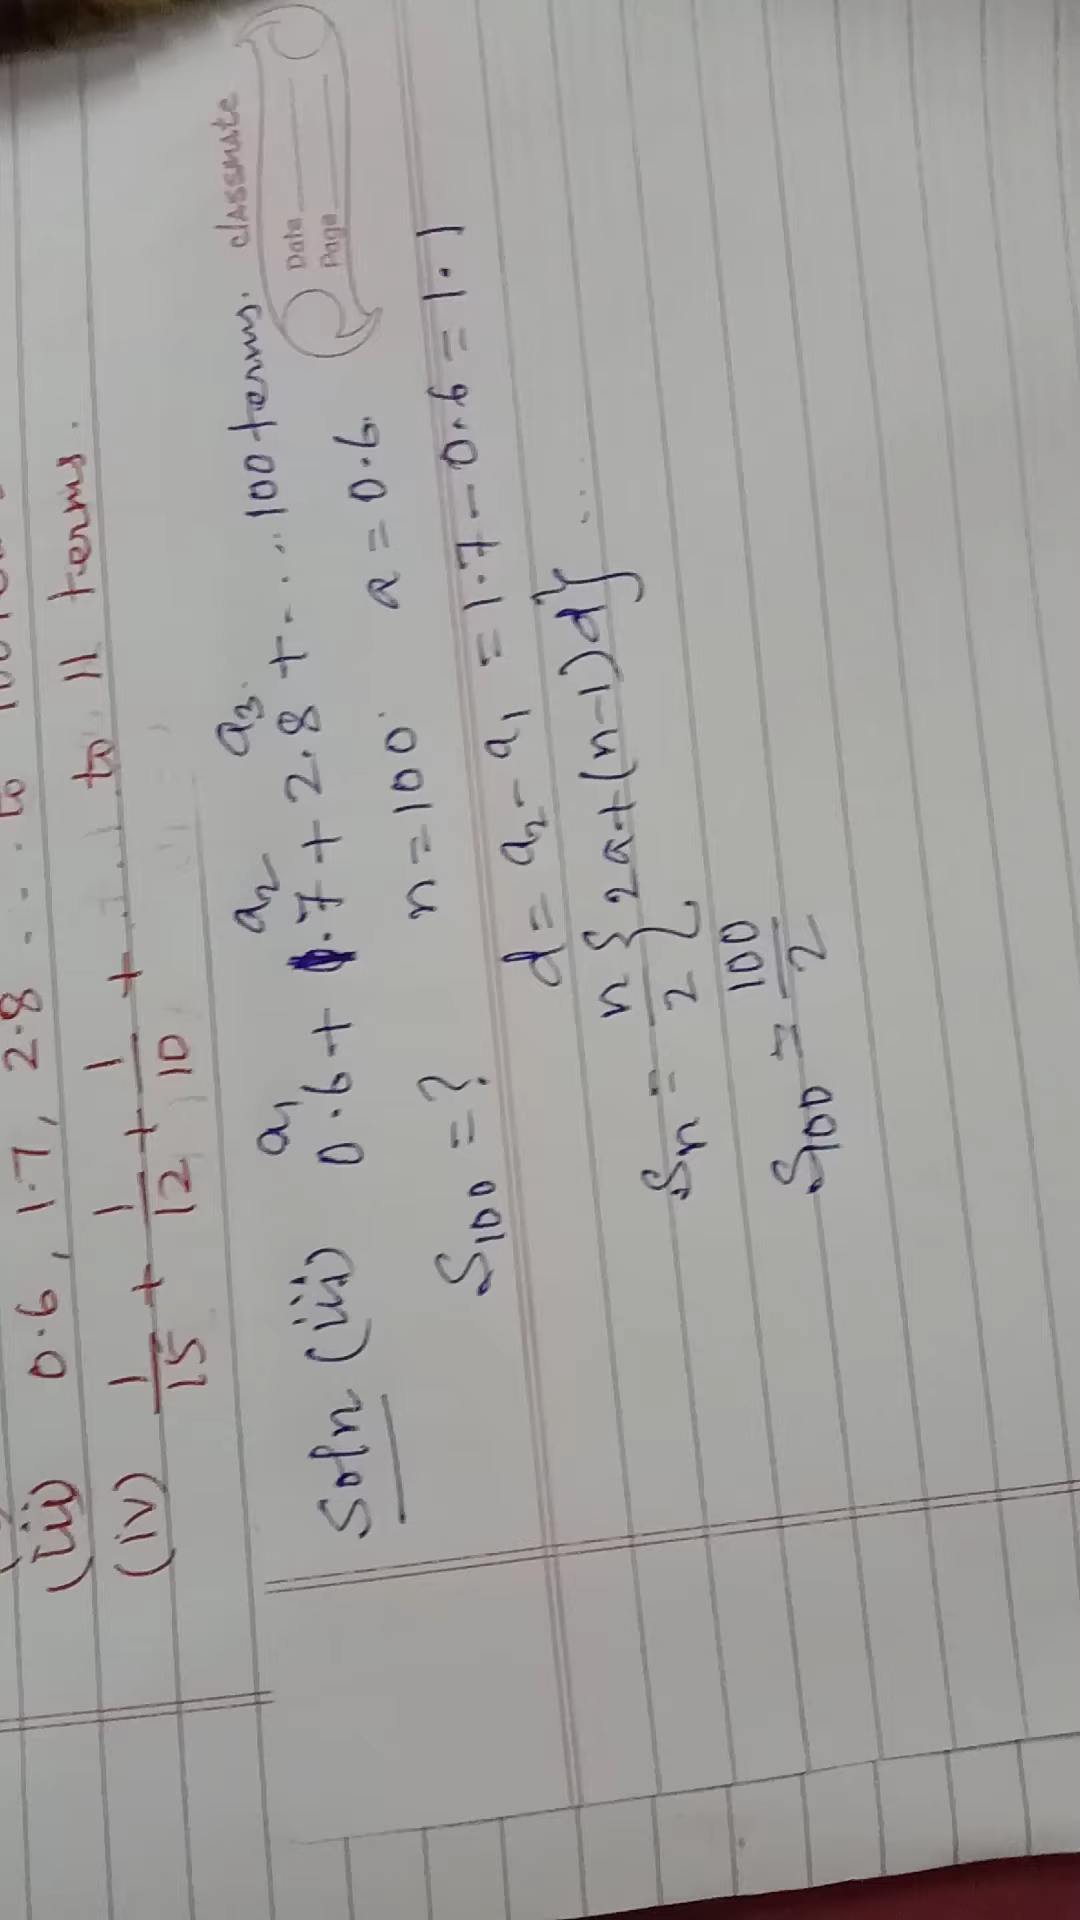 (iii) 0.6, 1.7, 2.8 ... to
(iv) 1/15 + 1/12 + 1/10 + ... to 11 terms.
classmate
Date
Page
a1 a2 a3
Soln (iii) 0.6 + 1.7 + 2.8 + .... 100 terms.
S100 = ? n = 100 a = 0.6
d = a2 - a1 = 1.7 - 0.6 = 1.1
Sn = n/2 {2a + (n-1)d}
S100 = 100/2